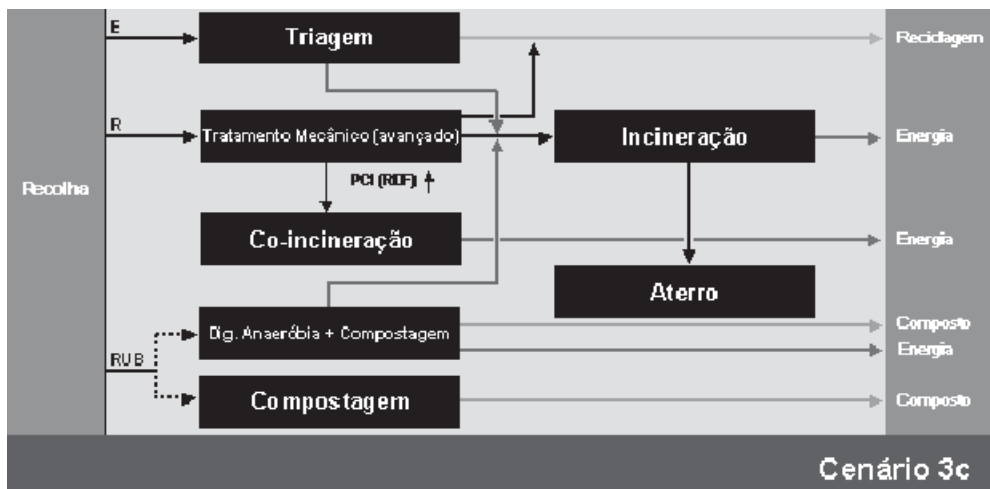 E
Triagem
Reciclagem
R
Tratamento Mecânico (avançado)
Incineração
Energia
PCI (RDF)
Recolha
Co-incineração
Energia
Aterro
Dig. Anaeróbia + Compostagem
Composto
Energia
RUB
Compostagem
Composto
Cenário 3c